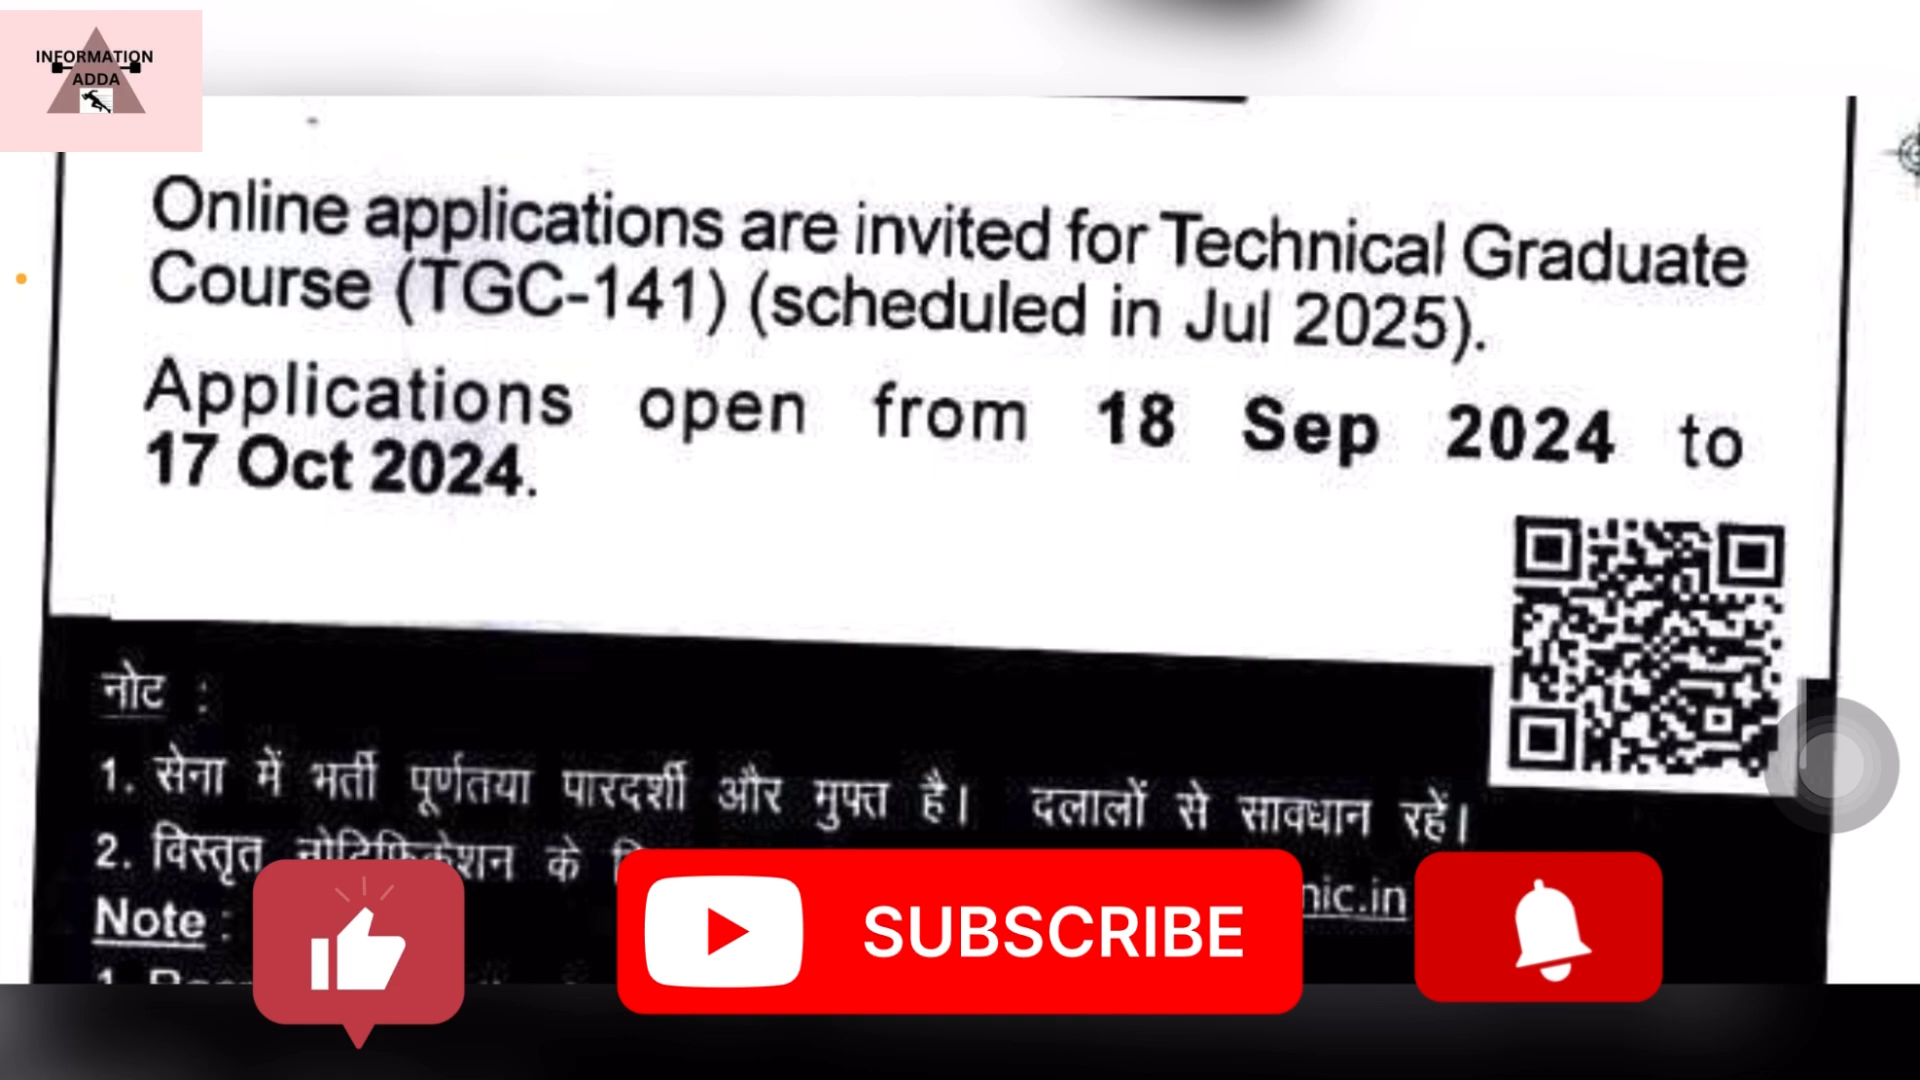 INFORMATION
ADDA
Online applications are invited for Technical Graduate
Course (TGC-141) (scheduled in Jul 2025).
Applications open from 18 Sep 2024 to
17 Oct 2024.
नोट :
1. सेना में भर्ती पूर्णतया पारदर्शी और मुफ्त है। दलालों से सावधान रहें।
2. विस्तृत नोटिफिकेशन के nic.in
Note :
SUBSCRIBE